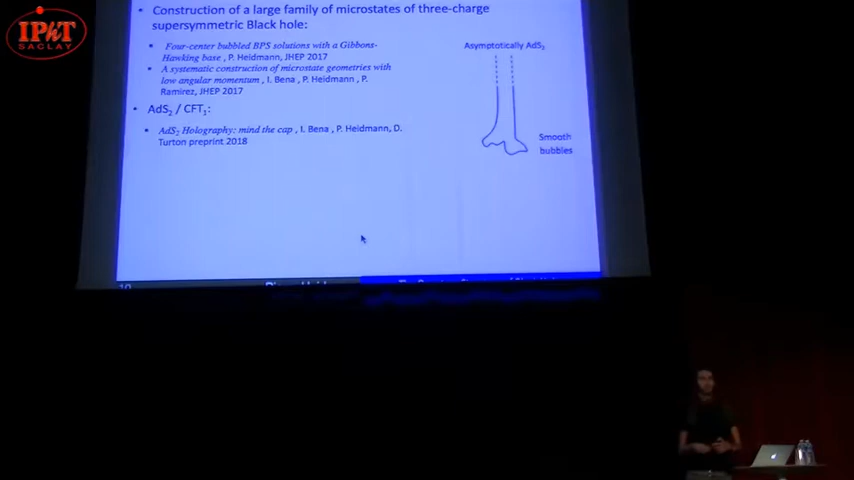 IPhT
SACLAY
• Construction of a large family of microstates of three-charge
supersymmetric Black hole:
• Four-center bubbled BPS solutions with a Gibbons-
Hawking base , P. Heidmann, JHEP 2017
• A systematic construction of microstate geometries with
low angular momentum , I. Bena , P. Heidmann , P.
Ramirez, JHEP 2017
• AdS₂ / CFT₁:
• AdS₂ Holography: mind the cap , I. Bena , P. Heidmann, D.
Turton preprint 2018
Asymptotically AdS₂
Smooth
bubbles
10